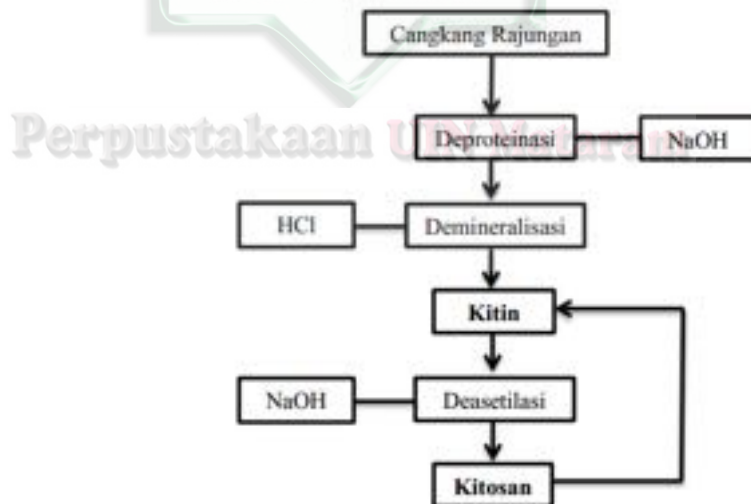 Cangkang Rajungan
Perpustakaan UIN Mataram
Deproteinasi NaOH
HCl Demineralisasi
Kitin
NaOH Deasetilasi
Kitosan